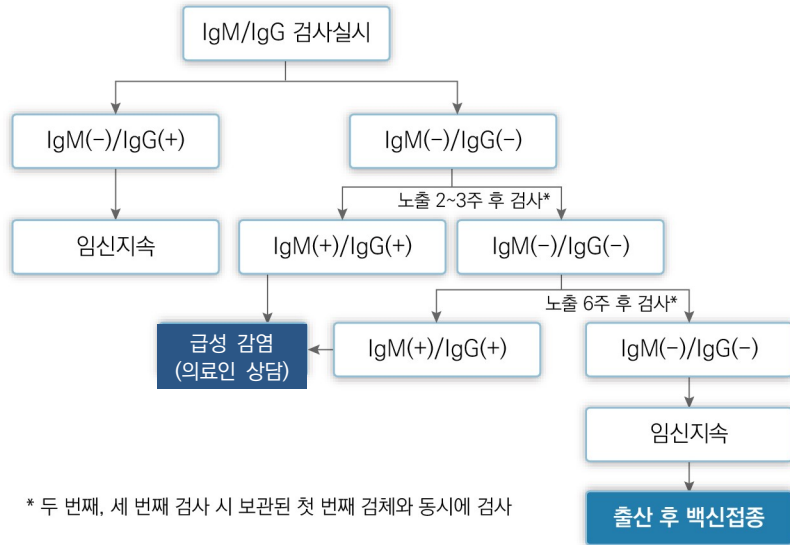 IgM/IgG 검사실시
IgM(-)/IgG(+)
IgM(-)/IgG(-)
노출 2~3주 후 검사*
임신지속
IgM(+)/IgG(+)
IgM(-)/IgG(-)
노출 6주 후 검사*
급성 감염
(의료인 상담)
IgM(+)/IgG(+)
IgM(-)/IgG(-)
임신지속
* 두 번째, 세 번째 검사 시 보관된 첫 번째 검체와 동시에 검사
출산 후 백신접종